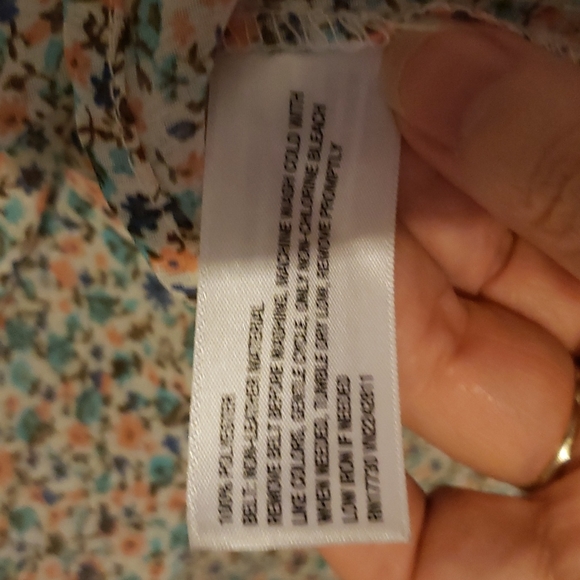 100% POLYESTER
BELT: NON-LEATHER MATERIAL
REMOVE BELT BEFORE MACHINE, MACHINE WASH COLD WITH
LIKE COLORS, GENTLE CYCLE, ONLY NON-CHLORINE BLEACH
WHEN NEEDED, TUMBLE DRY LOW, REMOVE PROMPTLY
LOW IRON IF NEEDED